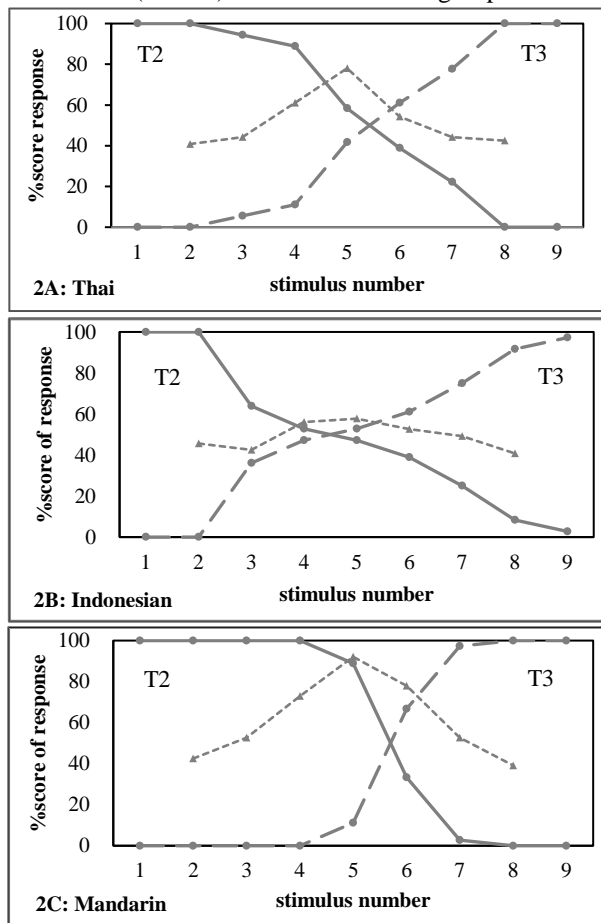 100
T2
T3
80
60
40
20
0
%score response
1 2 3 4 5 6 7 8 9
2A: Thai
stimulus number
100
T2
T3
80
60
40
20
0
%score of response
1 2 3 4 5 6 7 8 9
2B: Indonesian
stimulus number
100
T2
T3
80
60
40
20
0
%score of response
1 2 3 4 5 6 7 8 9
2C: Mandarin
stimulus number